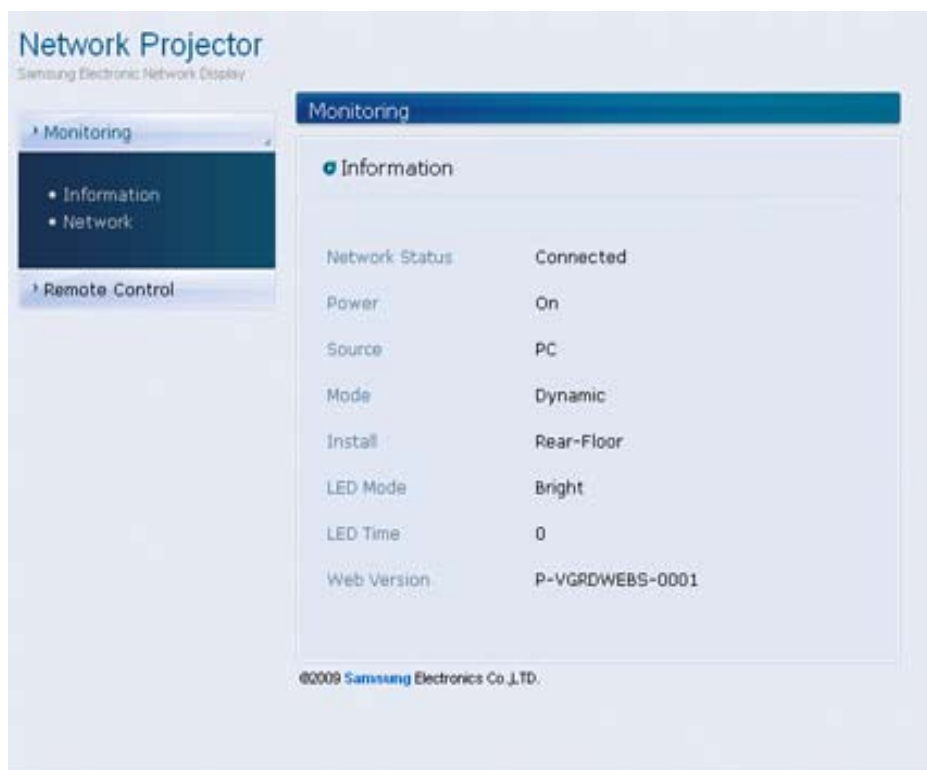 Network Projector
Samsung Electronic Network Display
Monitoring
Information
Network
Remote Control
Monitoring
Information
Network Status Connected
Power On
Source PC
Mode Dynamic
Install Rear-Floor
LED Mode Bright
LED Time 0
Web Version P-VGRDWEBS-0001
©2009 Samsung Electronics Co.,LTD.